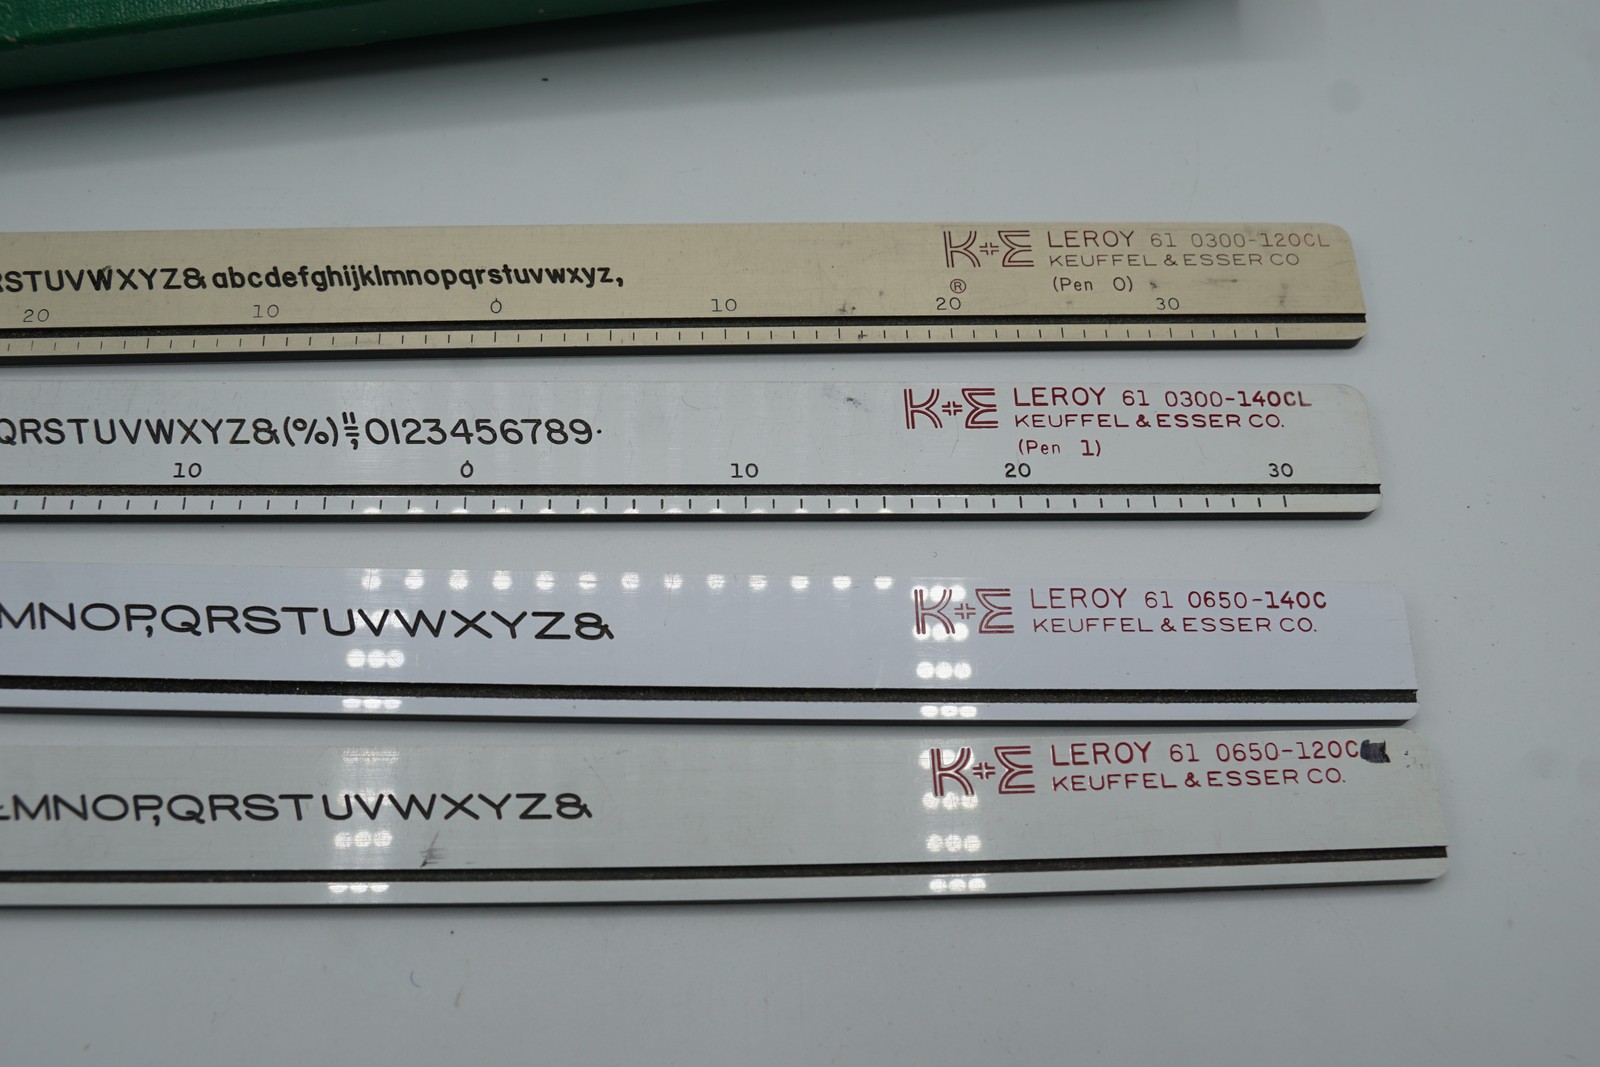 RSTUVWXYZ& abcdefghijklmnopqrstuvwxyz,
K+E LEROY 61 0300-120CL
KEUFFEL & ESSER CO
® (Pen 0)
20 10 0 10 20 30
QRSTUVWXYZ&(%)"÷;0123456789.
K+E LEROY 61 0300-140CL
KEUFFEL & ESSER CO.
(Pen 1)
10 0 10 20 30
MNOP,QRSTUVWXYZ&
K+E LEROY 61 0650-140C
KEUFFEL & ESSER CO.
LMNOP,QRSTUVWXYZ&
K+E LEROY 61 0650-120C
KEUFFEL & ESSER CO.